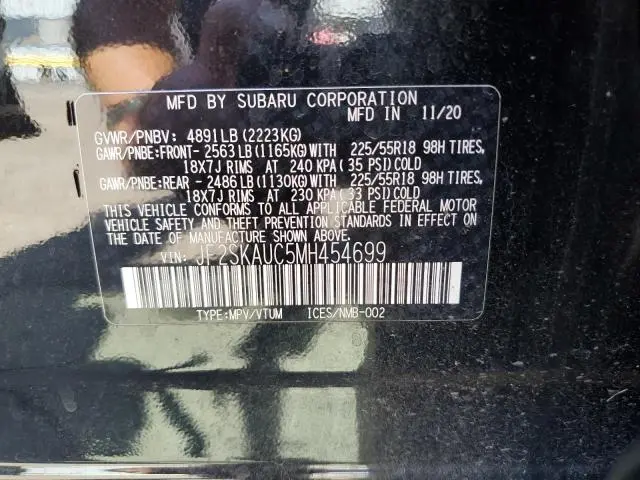 MFD BY SUBARU CORPORATION
MFD IN 11/20
GVWR/PNBV: 4891LB(2223KG)
GAWR/PNBE:FRONT- 2563LB(1165KG)WITH 225/55R18 98H TIRES,
18X7J RIMS AT 240 KPA(35 PSI)COLD
GAWR/PNBE:REAR - 2486LB(1130KG)WITH 225/55R18 98H TIRES,
18X7J RIMS AT 230 KPA(33 PSI)COLD
THIS VEHICLE CONFORMS TO ALL APPLICABLE FEDERAL MOTOR
VEHICLE SAFETY AND THEFT PREVENTION STANDARDS IN EFFECT ON
THE DATE OF MANUFACTURE SHOWN ABOVE.
VIN: JF2SKAUC5MH454699
TYPE:MPV/VTUM ICES/NMB-002